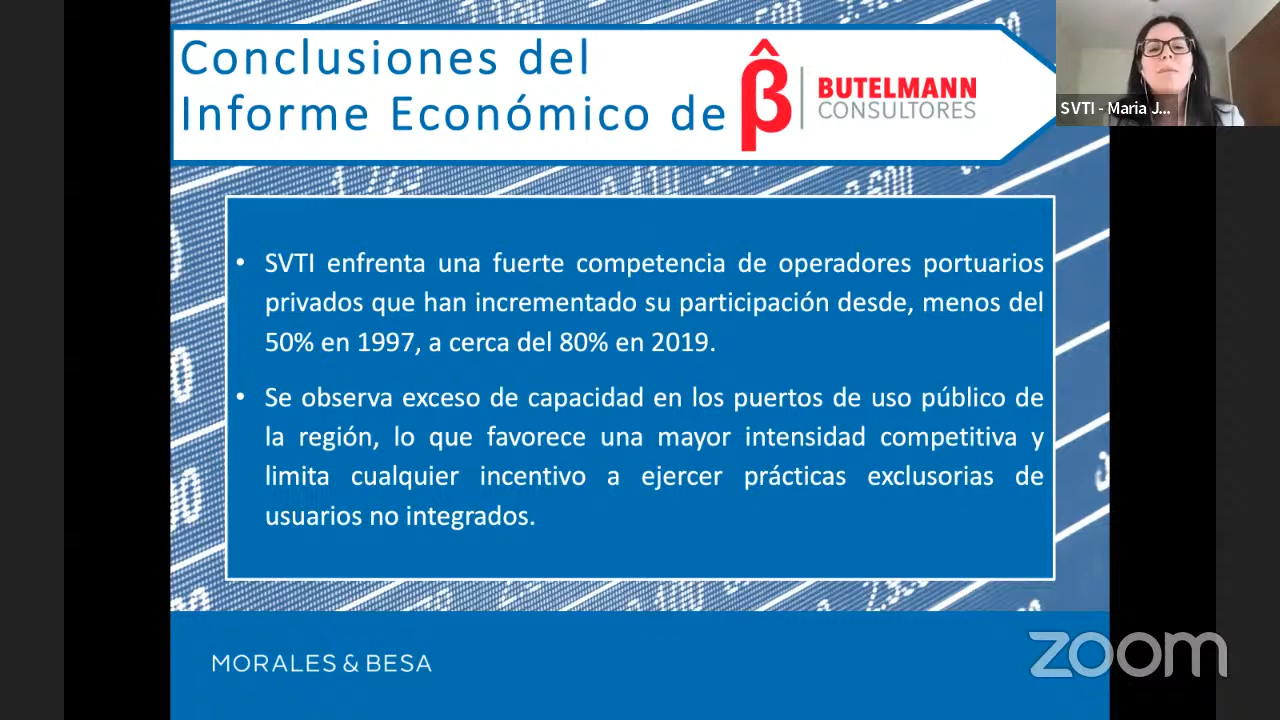 Conclusiones del
Informe Económico de
β̂ BUTELMANN
CONSULTORES
SVTI - Maria J...
• SVTI enfrenta una fuerte competencia de operadores portuarios
privados que han incrementado su participación desde, menos del
50% en 1997, a cerca del 80% en 2019.
• Se observa exceso de capacidad en los puertos de uso público de
la región, lo que favorece una mayor intensidad competitiva y
limita cualquier incentivo a ejercer prácticas exclusorias de
usuarios no integrados.
MORALES & BESA
zoom